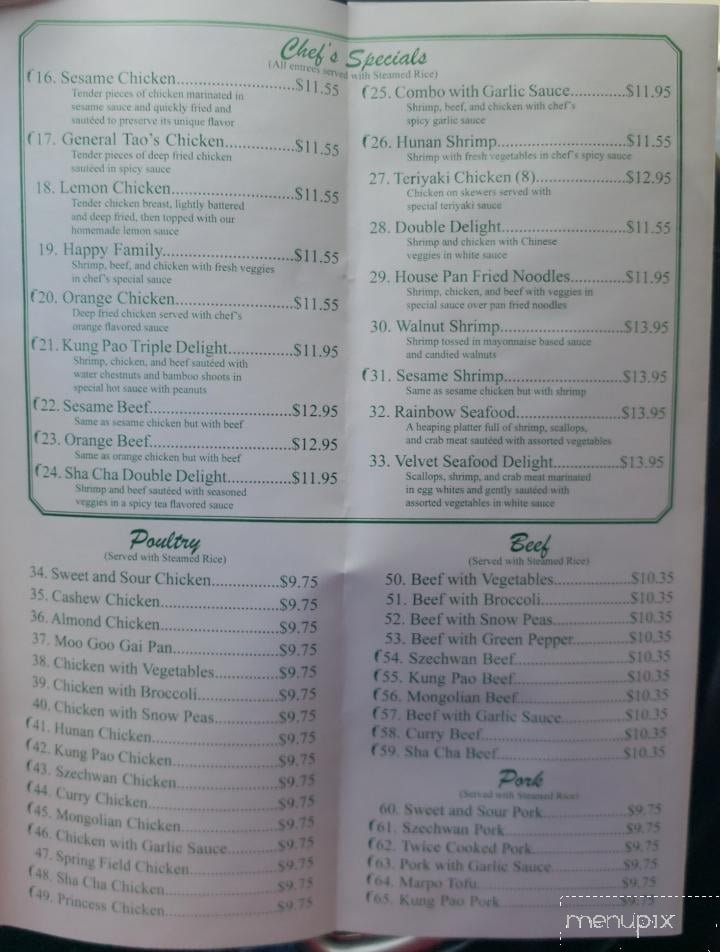 Chef's Specials
(All entrees served with Steamed Rice)
16. Sesame Chicken..........................$11.55
Tender pieces of chicken marinated in
sesame sauce and quickly fried and
sautéed to preserve its unique flavor
17. General Tao's Chicken.................$11.55
Tender pieces of deep fried chicken
sautéed in spicy sauce
18. Lemon Chicken..........................$11.55
Tender chicken breast, lightly battered
and deep fried, then topped with our
homemade lemon sauce
19. Happy Family............................$11.55
Shrimp, beef, and chicken with fresh veggies
in chef's special sauce
20. Orange Chicken.........................$11.55
Deep fried chicken served with chef's
orange flavored sauce
21. Kung Pao Triple Delight...............$11.95
Shrimp, chicken, and beef sautéed with
water chestnuts and bamboo shoots in
special hot sauce with peanuts
22. Sesame Beef..............................$12.95
Same as sesame chicken but with beef
23. Orange Beef..............................$12.95
Same as orange chicken but with beef
24. Sha Cha Double Delight...............$11.95
Shrimp and beef sautéed with seasoned
veggies in a spicy tea flavored sauce
25. Combo with Garlic Sauce............$11.95
Shrimp, beef, and chicken with chef's
spicy garlic sauce
26. Hunan Shrimp..........................$11.55
Shrimp with fresh vegetables in chef's spicy sauce
27. Teriyaki Chicken (8)...................$12.95
Chicken on skewers served with
special teriyaki sauce
28. Double Delight..........................$11.55
Shrimp and chicken with Chinese
veggies in white sauce
29. House Pan Fried Noodles............$11.95
Shrimp, chicken, and beef with veggies in
special sauce over pan fried noodles
30. Walnut Shrimp..........................$13.95
Shrimp tossed in mayonnaise based sauce
and candied walnuts
31. Sesame Shrimp.........................$13.95
Same as sesame chicken but with shrimp
32. Rainbow Seafood.......................$13.95
A heaping platter full of shrimp, scallops,
and crab meat sautéed with assorted vegetables
33. Velvet Seafood Delight...............$13.95
Scallops, shrimp, and crab meat marinated
in egg whites and gently sautéed with
assorted vegetables in white sauce
Poultry
(Served with Steamed Rice)
34. Sweet and Sour Chicken...............$9.75
35. Cashew Chicken..........................$9.75
36. Almond Chicken.........................$9.75
37. Moo Goo Gai Pan.......................$9.75
38. Chicken with Vegetables..............$9.75
39. Chicken with Broccoli.................$9.75
40. Chicken with Snow Peas..............$9.75
41. Hunan Chicken...........................$9.75
42. Kung Pao Chicken.......................$9.75
43. Szechwan Chicken......................$9.75
44. Curry Chicken............................$9.75
45. Mongolian Chicken.....................$9.75
46. Chicken with Garlic Sauce...........$9.75
47. Spring Field Chicken...................$9.75
48. Sha Cha Chicken.........................$9.75
49. Princess Chicken.........................$9.75
Beef
(Served with Steamed Rice)
50. Beef with Vegetables................$10.35
51. Beef with Broccoli...................$10.35
52. Beef with Snow Peas................$10.35
53. Beef with Green Pepper............$10.35
54. Szechwan Beef.......................$10.35
55. Kung Pao Beef........................$10.35
56. Mongolian Beef.......................$10.35
57. Beef with Garlic Sauce.............$10.35
58. Curry Beef..............................$10.35
59. Sha Cha Beef..........................$10.35
Pork
(Served with Steamed Rice)
60. Sweet and Sour Pork.................$9.75
61. Szechwan Pork.........................$9.75
62. Twice Cooked Pork...................$9.75
63. Pork with Garlic Sauce..............$9.75
64. Marpo Tofu..............................$9.75
65. Kung Pao Pork.........................$9.75
menupix